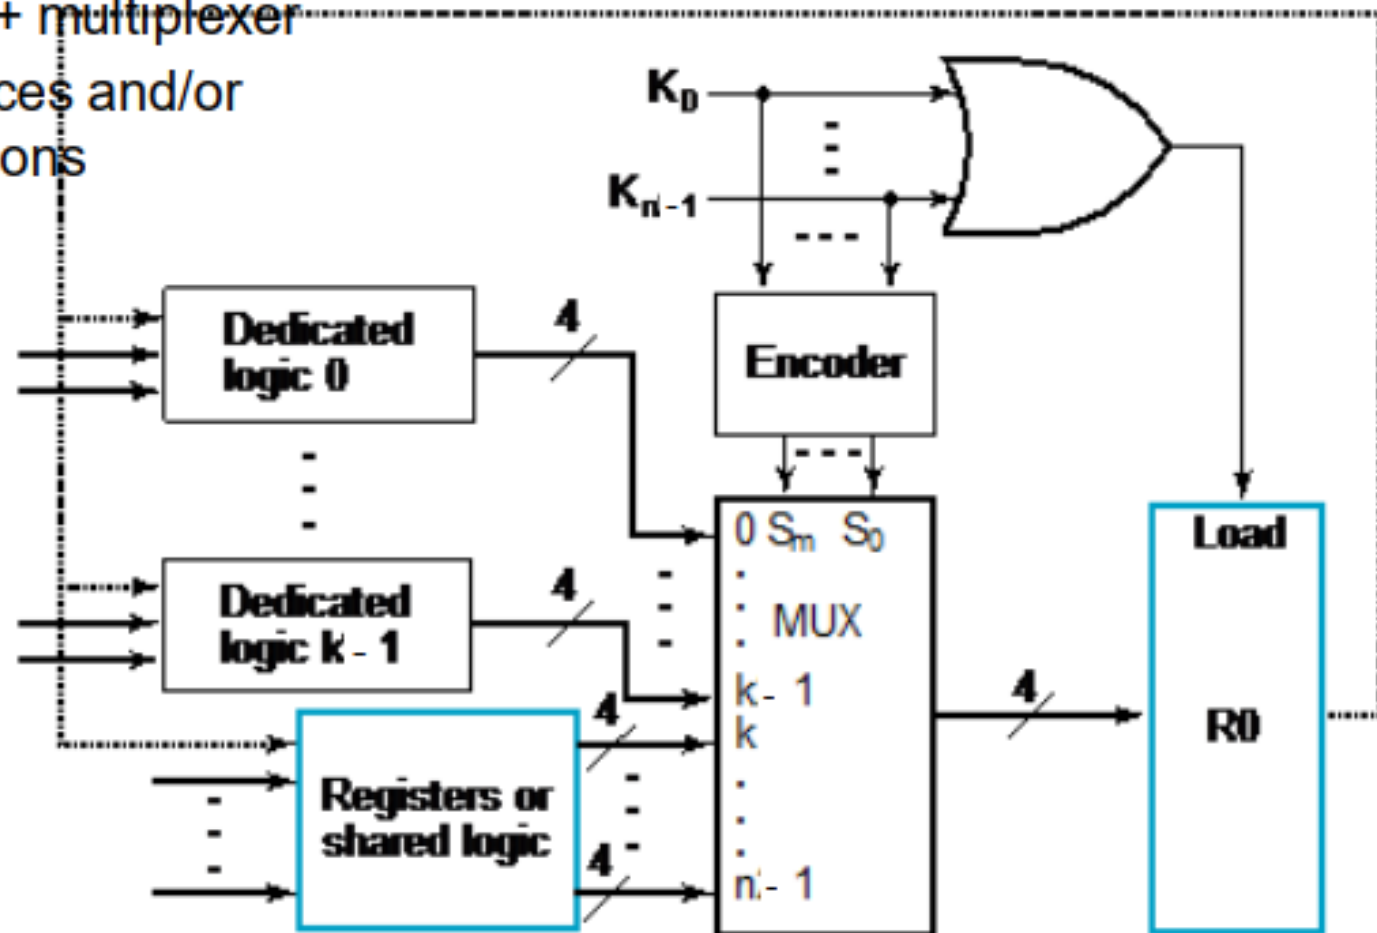 + multiplexer
ces and/or
ons
K0
Kn-1
Dedicated
logic 0
4
Encoder
0 Sm S0
Load
Dedicated
logic k - 1
4
MUX
k - 1
4
k
4
R0
Registers or
shared logic
4
n - 1